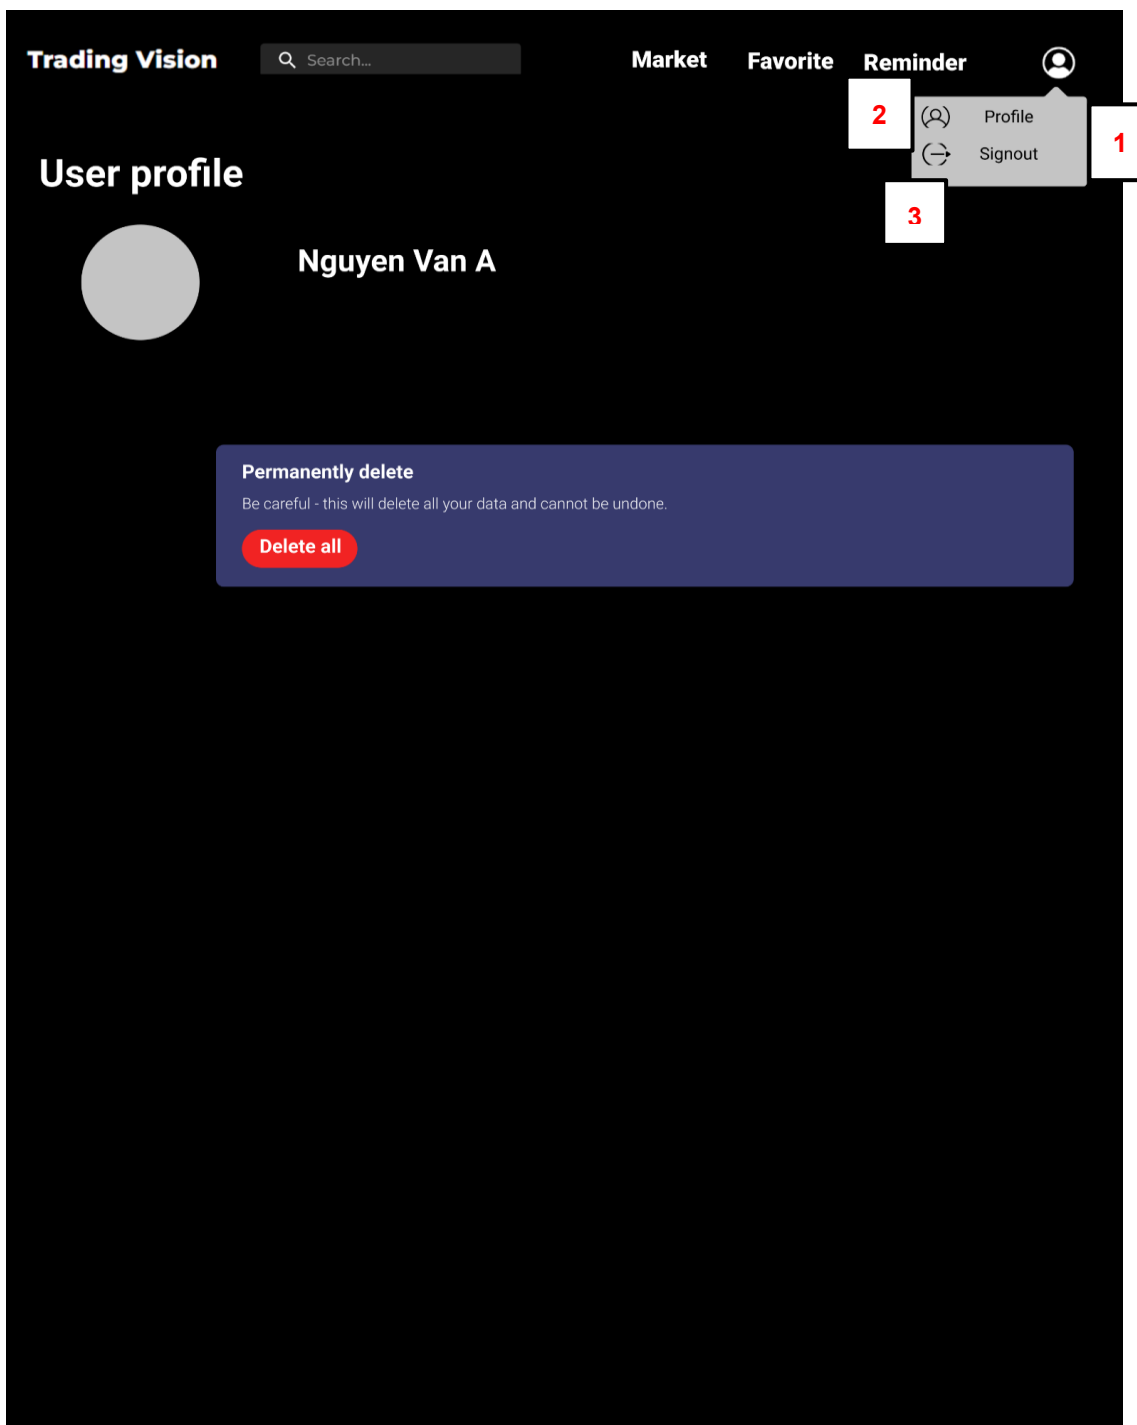 Trading Vision
Search...
Market
Favorite
Reminder
2
Profile
1
Signout
3
User profile
Nguyen Van A
Permanently delete
Be careful - this will delete all your data and cannot be undone.
Delete all